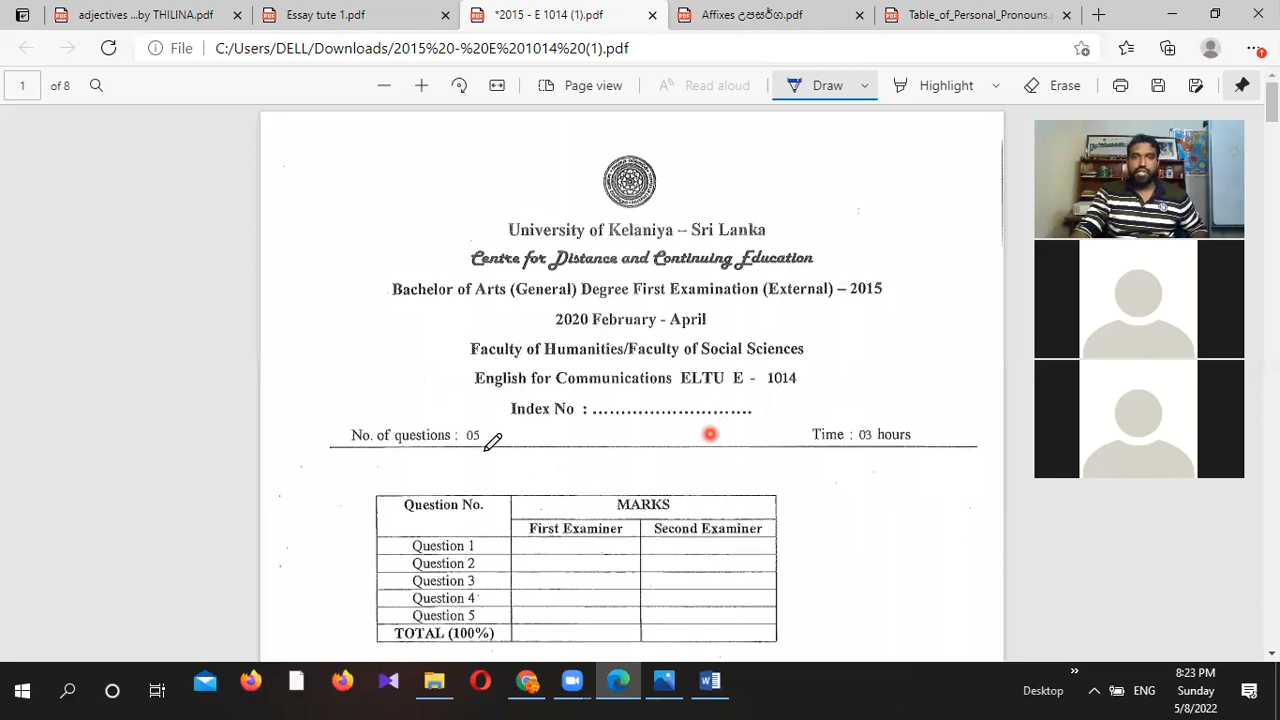 adjectives ...by THILINA.pdf
Essay tute 1.pdf
*2015 - E 1014 (1).pdf
Affixes උපසර්ග.pdf
Table_of_Personal_Pronouns.p
File
C:/Users/DELL/Downloads/2015%20-%20E%201014%20(1).pdf
1 of 8
Page view
Read aloud
Draw
Highlight
Erase
University of Kelaniya – Sri Lanka
Centre for Distance and Continuing Education
Bachelor of Arts (General) Degree First Examination (External) – 2015
2020 February - April
Faculty of Humanities/Faculty of Social Sciences
English for Communications ELTU E - 1014
Index No : ............................
No. of questions : 05 Time : 03 hours
Question No. MARKS
First Examiner Second Examiner
Question 1
Question 2
Question 3
Question 4
Question 5
TOTAL (100%)
Desktop
ENG
8:23 PM
Sunday
5/8/2022